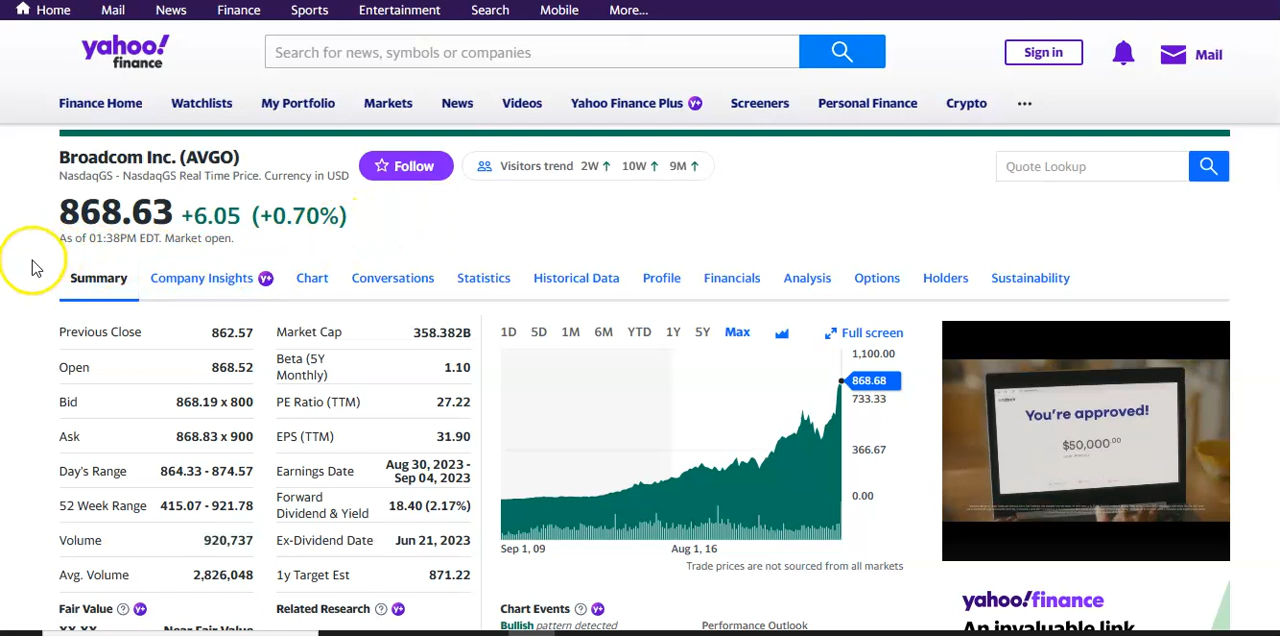 Home Mail News Finance Sports Entertainment Search Mobile More...
yahoo! finance
Search for news, symbols or companies
Sign in
Mail
Finance Home Watchlists My Portfolio Markets News Videos Yahoo Finance Plus Y+ Screeners Personal Finance Crypto ...
Broadcom Inc. (AVGO)
NasdaqGS - NasdaqGS Real Time Price. Currency in USD
Follow
Visitors trend 2W ↑ 10W ↑ 9M ↑
Quote Lookup
868.63 +6.05 (+0.70%)
As of 01:38PM EDT. Market open.
Summary Company Insights Y+ Chart Conversations Statistics Historical Data Profile Financials Analysis Options Holders Sustainability
Previous Close 862.57
Open 868.52
Bid 868.19 x 800
Ask 868.83 x 900
Day's Range 864.33 - 874.57
52 Week Range 415.07 - 921.78
Volume 920,737
Avg. Volume 2,826,048
Fair Value ? Y+
XX.XX Near Fair Value
Market Cap 358.382B
Beta (5Y Monthly) 1.10
PE Ratio (TTM) 27.22
EPS (TTM) 31.90
Earnings Date Aug 30, 2023 -
Sep 04, 2023
Forward
Dividend & Yield 18.40 (2.17%)
Ex-Dividend Date Jun 21, 2023
1y Target Est 871.22
Related Research ? Y+
1D 5D 1M 6M YTD 1Y 5Y Max
Full screen
1,100.00
868.68
733.33
366.67
0.00
Sep 1, 09 Aug 1, 16
Trade prices are not sourced from all markets
Chart Events ? Y+
Bullish pattern detected
Performance Outlook
You're approved!
$50,000.00
yahoo!finance
An invaluable link